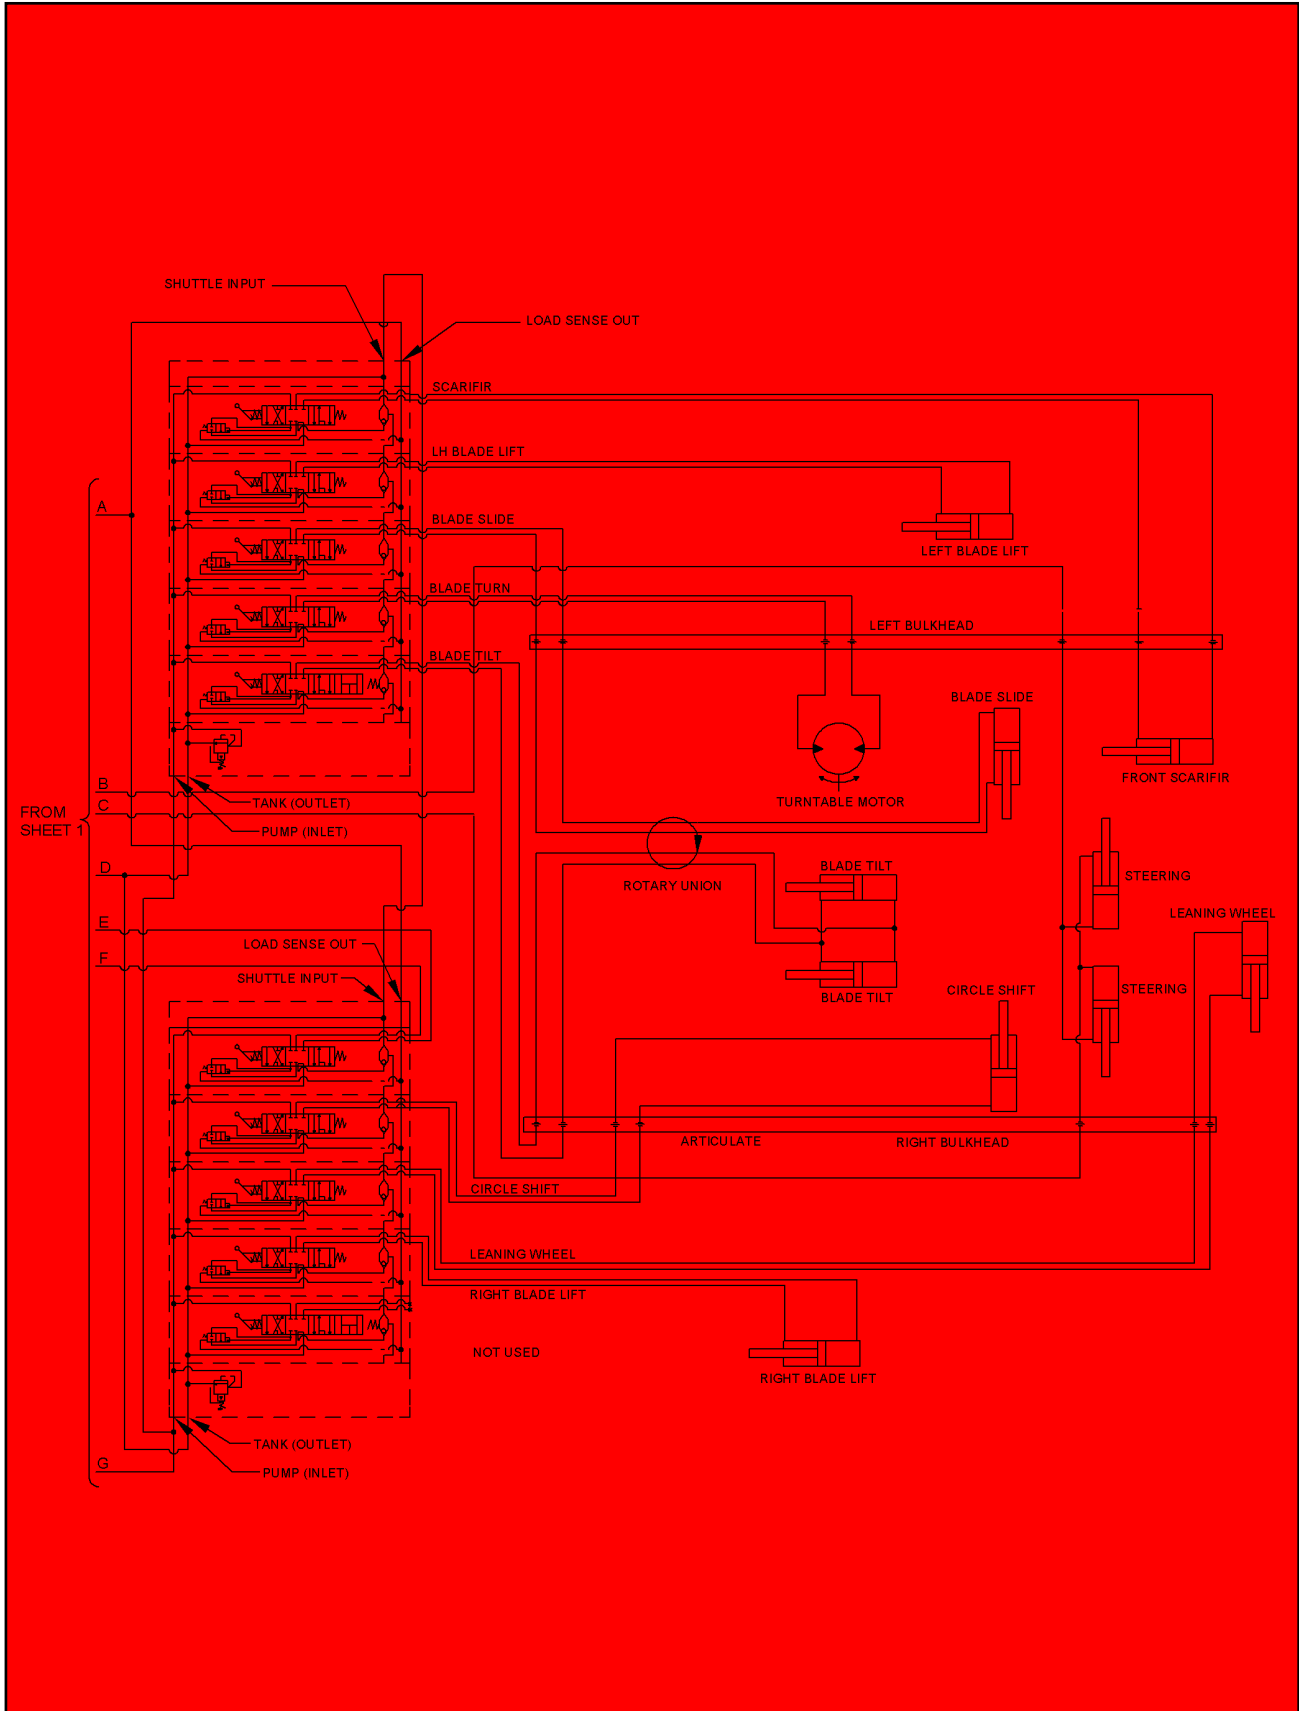 SHUTTLE INPUT
LOAD SENSE OUT
SCARIFIR
LH BLADE LIFT
A
BLADE SLIDE
LEFT BLADE LIFT
BLADE TURN
LEFT BULKHEAD
BLADE TILT
BLADE SLIDE
FRONT SCARIFIR
B
TANK (OUTLET)
TURNTABLE MOTOR
C
FROM
SHEET 1
PUMP (INLET)
D
BLADE TILT
STEERING
ROTARY UNION
LEANING WHEEL
E
LOAD SENSE OUT
F
SHUTTLE INPUT
CIRCLE SHIFT
STEERING
BLADE TILT
ARTICULATE
RIGHT BULKHEAD
CIRCLE SHIFT
LEANING WHEEL
RIGHT BLADE LIFT
NOT USED
RIGHT BLADE LIFT
TANK (OUTLET)
G
PUMP (INLET)